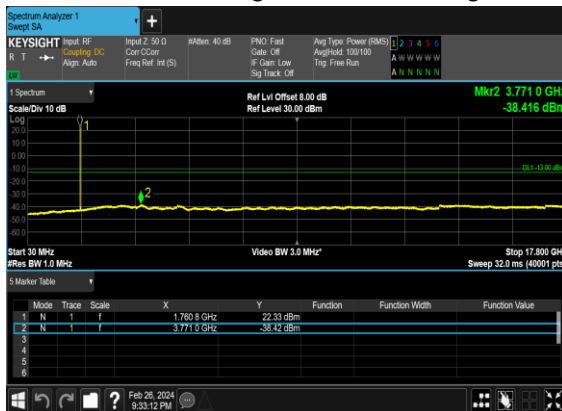 Spectrum Analyzer 1
Swept SA
+
KEYSIGHT Input: RF Input Z: 50 Ω #Atten: 40 dB PNO: Fast Avg Type: Power (RMS) 1 2 3 4 5 6
R T Coupling: DC Corr CCorr Gate: Off Avg|Hold: 100/100 A W W W W W
Align: Auto Freq Ref: Int (S) IF Gain: Low Trig: Free Run
Sig Track: Off A N N N N N
1 Spectrum Ref Lvl Offset 8.00 dB Mkr2 3.771 0 GHz
Scale/Div 10 dB Ref Level 30.00 dBm -38.416 dBm
Log
1
20.0
10.0
0.00
-10.0
DL1 -13.00 dBm
-20.0
2
-30.0
-40.0
-50.0
-60.0
Start 30 MHz Video BW 3.0 MHz* Stop 17.800 GHz
#Res BW 1.0 MHz Sweep 32.0 ms (40001 pts)
5 Marker Table
Mode Trace Scale X Y Function Function Width Function Value
1 N 1 f 1.760 8 GHz 22.33 dBm
2 N 1 f 3.771 0 GHz -38.42 dBm
3
4
5
6
? Feb 26, 2024
9:33:12 PM